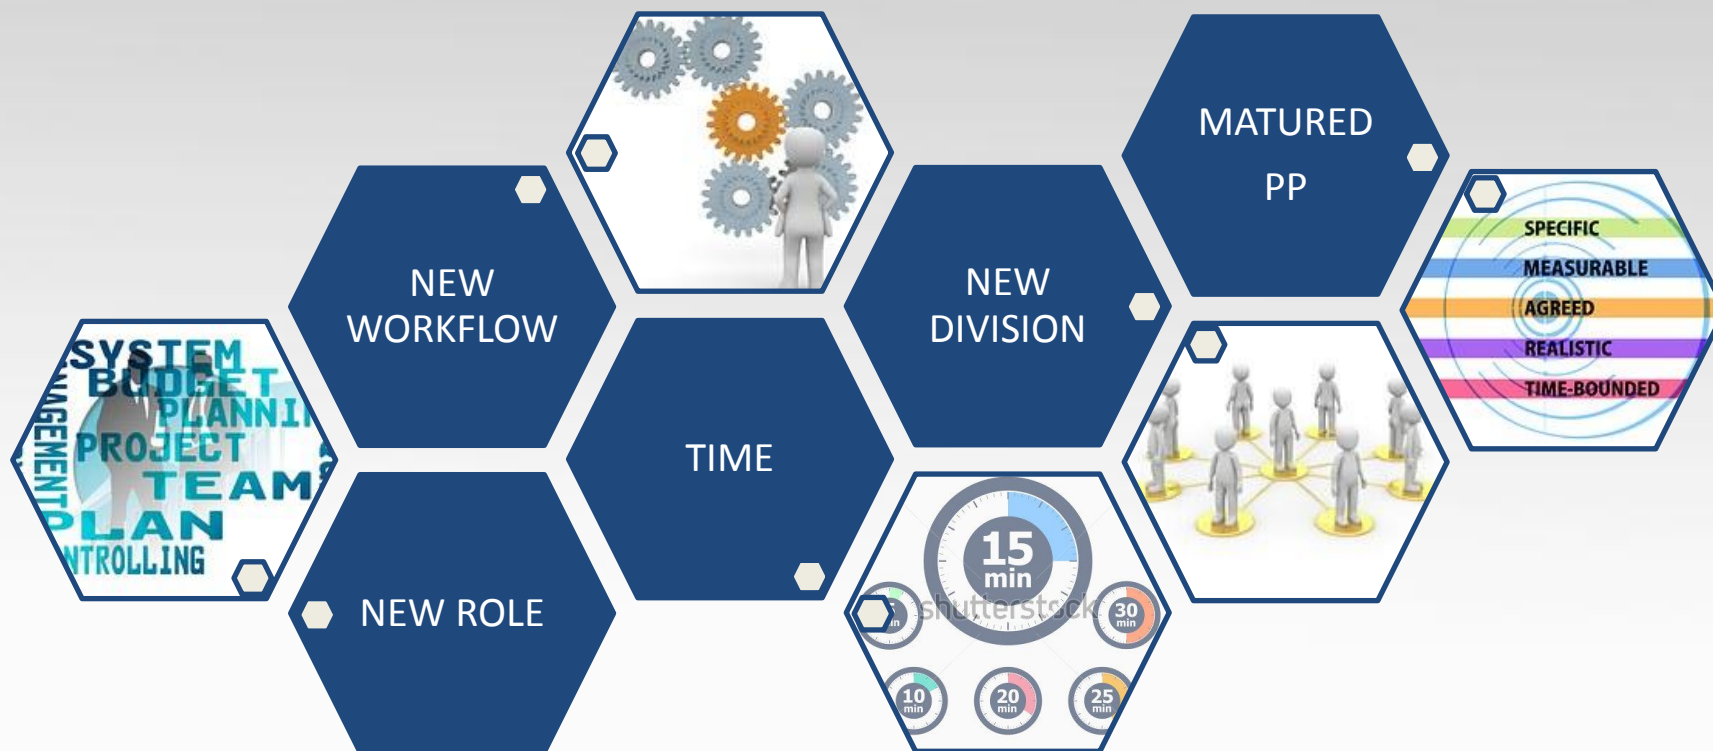 MATURED
PP
NEW
WORKFLOW
NEW
DIVISION
SPECIFIC
MEASURABLE
AGREED
REALISTIC
TIME-BOUNDED
SYSTEM
BUDGET
PROJECT
TEAM
PLAN
TIME
NEW ROLE
15
min
shutterstock
30
min
10
min
20
min
25
min